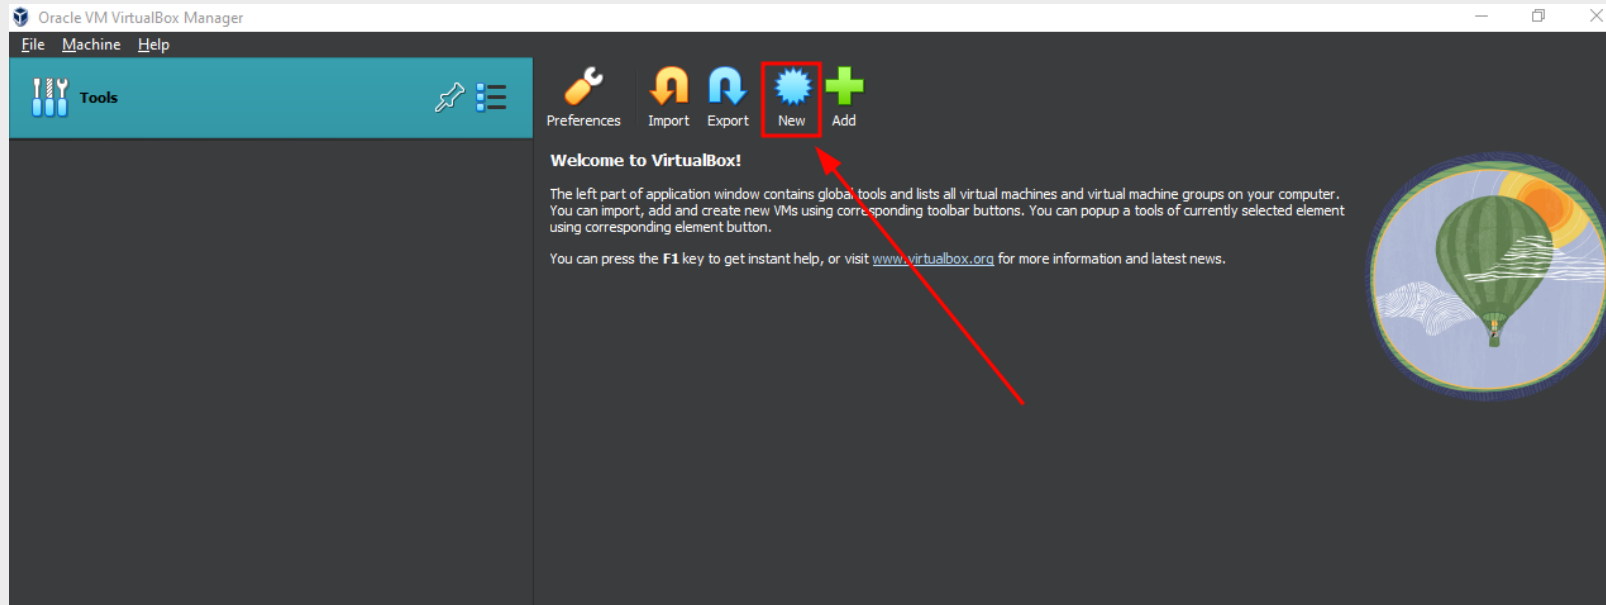 Oracle VM VirtualBox Manager
File Machine Help
Tools
Preferences Import Export New Add
Welcome to VirtualBox!
The left part of application window contains global tools and lists all virtual machines and virtual machine groups on your computer.
You can import, add and create new VMs using corresponding toolbar buttons. You can popup a tools of currently selected element
using corresponding element button.
You can press the F1 key to get instant help, or visit www.virtualbox.org for more information and latest news.